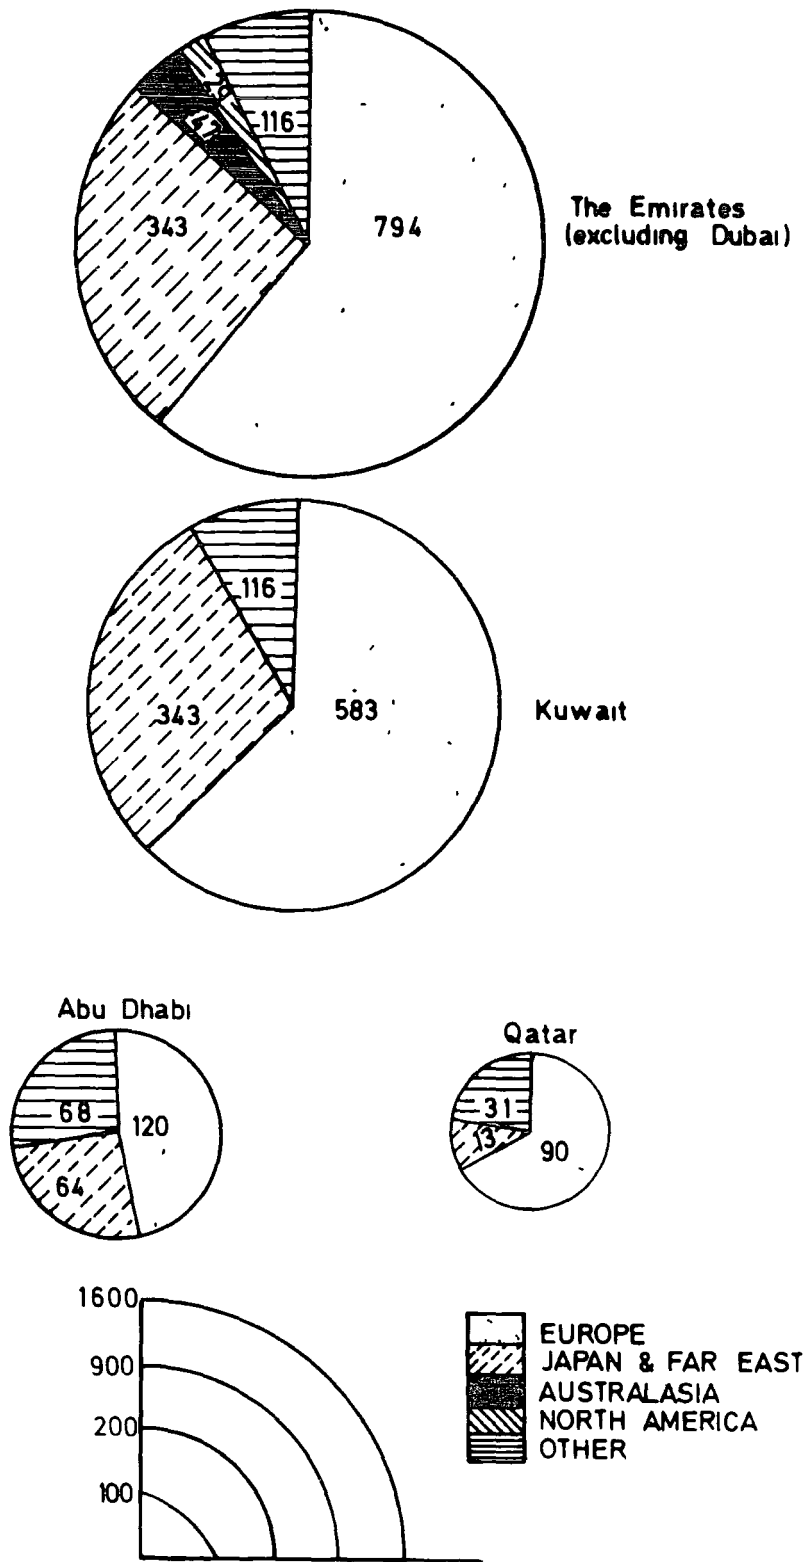 116
47
343
794
The Emirates
(excluding Dubai)
116
343
583
Kuwait
Abu Dhabi
68
120
64
Qatar
31
13
90
1600
900
200
100
EUROPE
JAPAN & FAR EAST
AUSTRALASIA
NORTH AMERICA
OTHER